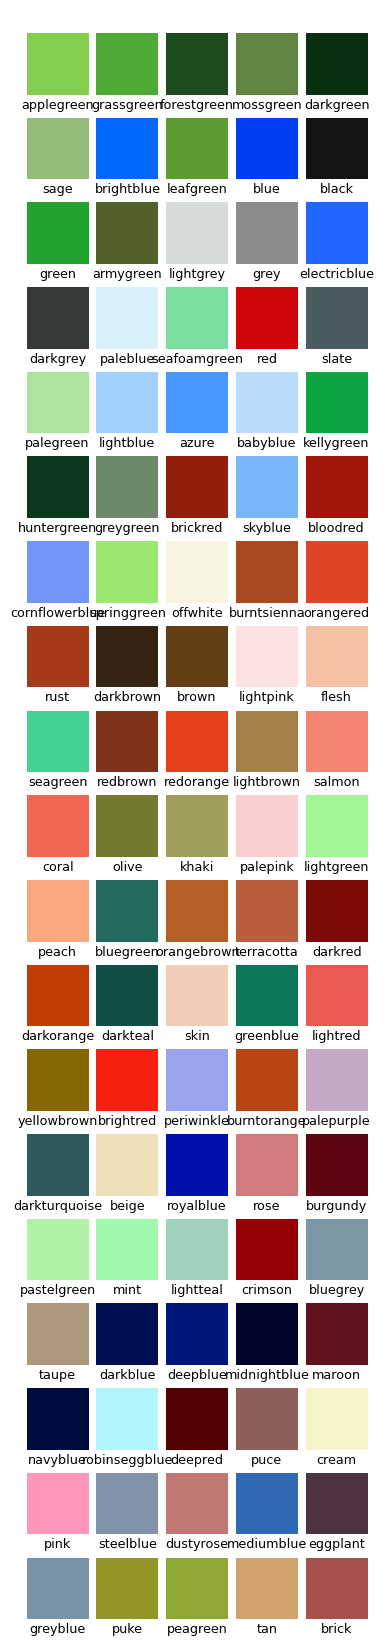 applegreen grassgreen forestgreen mossgreen darkgreen
sage brightblue leafgreen blue black
green armygreen lightgrey grey electricblue
darkgrey paleblue seafoamgreen red slate
palegreen lightblue azure babyblue kellygreen
huntergreen greygreen brickred skyblue bloodred
cornflowerblue springgreen offwhite burntsienna orangered
rust darkbrown brown lightpink flesh
seagreen redbrown redorange lightbrown salmon
coral olive khaki palepink lightgreen
peach bluegreen orangebrown terracotta darkred
darkorange darkteal skin greenblue lightred
yellowbrown brightred periwinkle burntorange palepurple
darkturquoise beige royalblue rose burgundy
pastelgreen mint lightteal crimson bluegrey
taupe darkblue deepblue midnightblue maroon
navyblue robinseggblue deepred puce cream
pink steelblue dustyrose mediumblue eggplant
greyblue puke peagreen tan brick